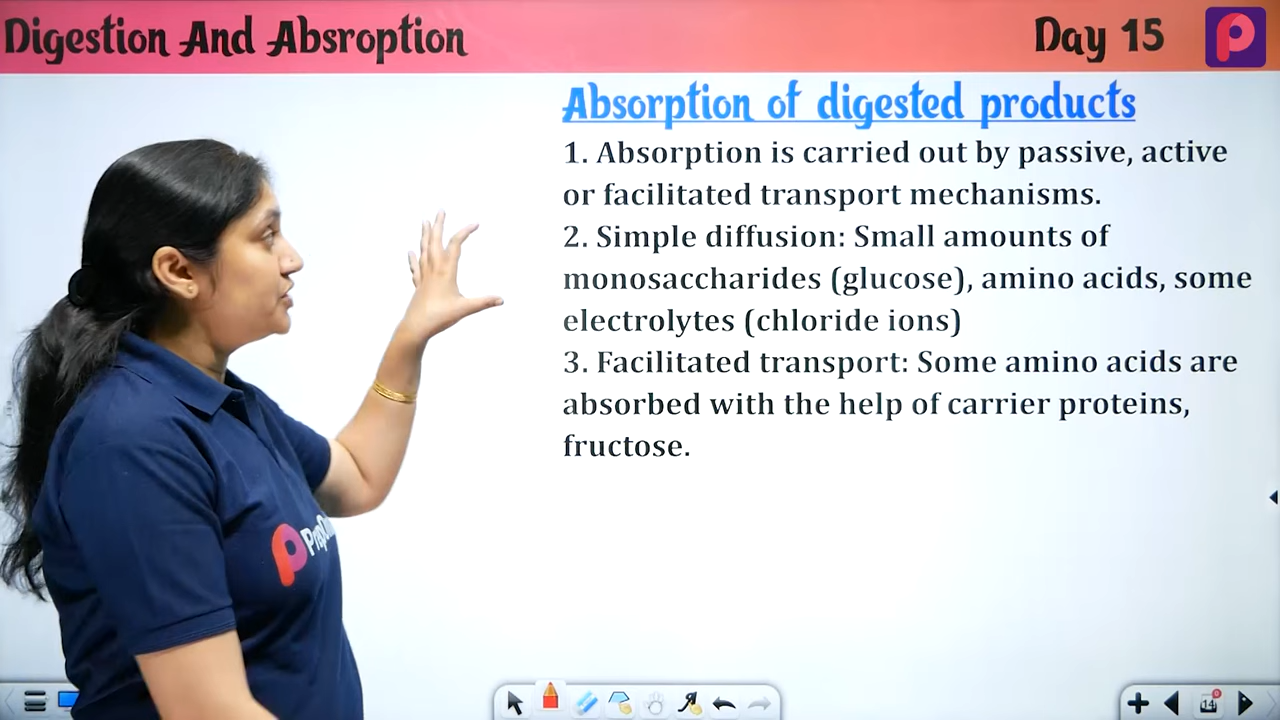 Digestion And Absroption
Day 15
Absorption of digested products
1. Absorption is carried out by passive, active
or facilitated transport mechanisms.
2. Simple diffusion: Small amounts of
monosaccharides (glucose), amino acids, some
electrolytes (chloride ions)
3. Facilitated transport: Some amino acids are
absorbed with the help of carrier proteins,
fructose.
14